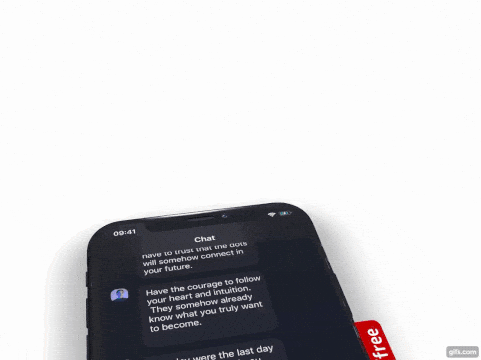 09:41
Chat
have to trust that the dots
will somehow connect in
your future.
Have the courage to follow
your heart and intuition.
They somehow already
know what you truly want
to become.
were the last day
free
gifs.com